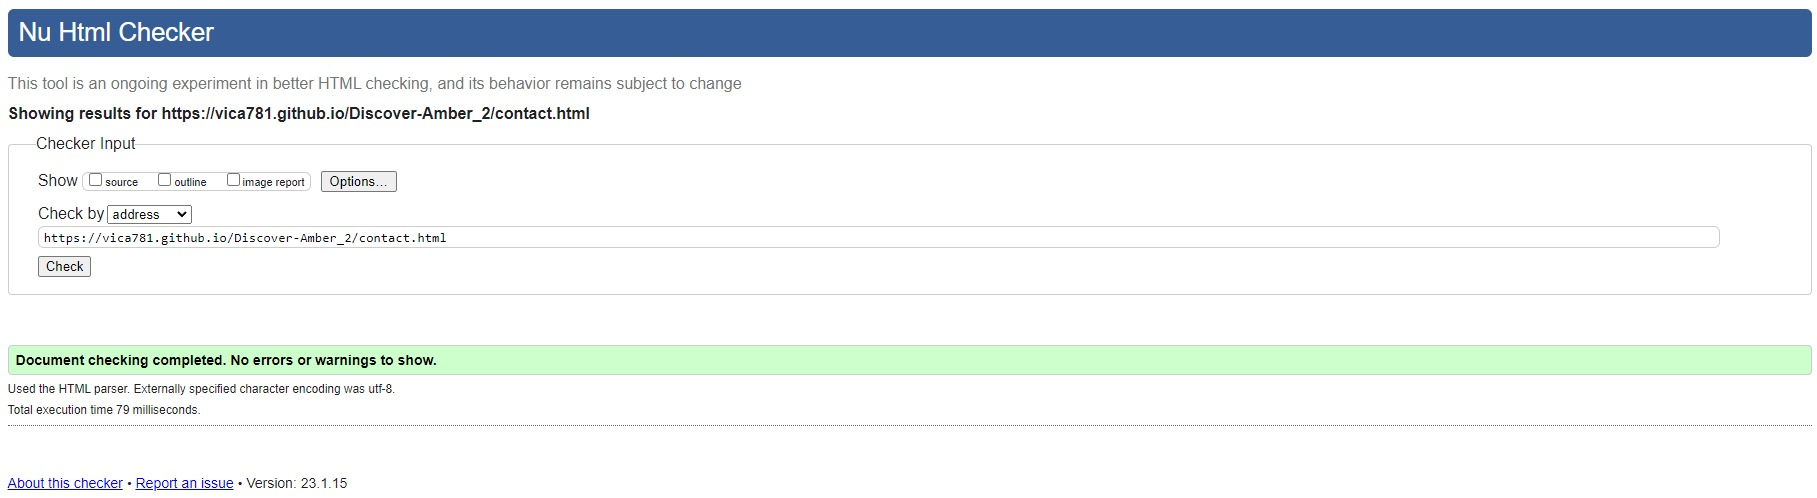 Nu Html Checker
This tool is an ongoing experiment in better HTML checking, and its behavior remains subject to change
Showing results for https://vica781.github.io/Discover-Amber_2/contact.html
Checker Input
Show source outline image report Options...
Check by address
https://vica781.github.io/Discover-Amber_2/contact.html
Check
Document checking completed. No errors or warnings to show.
Used the HTML parser. Externally specified character encoding was utf-8.
Total execution time 79 milliseconds.
About this checker • Report an issue • Version: 23.1.15